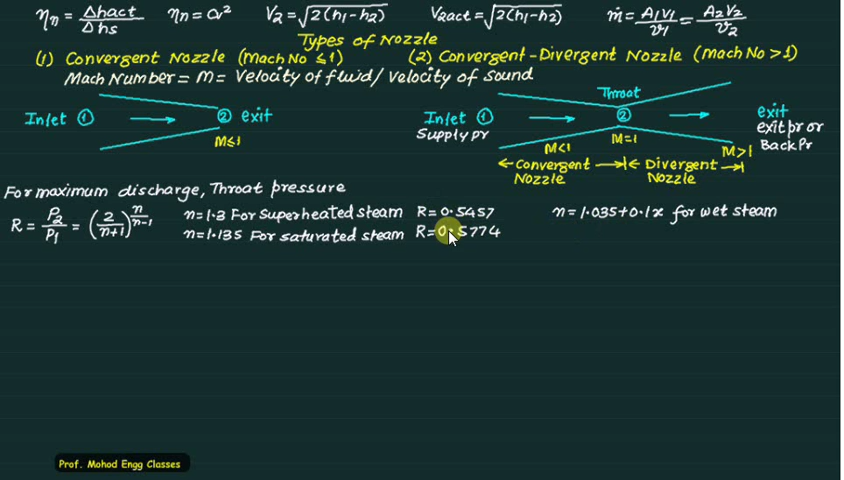 ηn = Δhact/Δhs   ηn = α²   V2 = √2(h1-h2)   V2act = √2(h1-h2)   ṁ = A1V1/v1 = A2V2/v2
Types of Nozzle
(1) Convergent Nozzle (Mach No ≤ 1)   (2) Convergent-Divergent Nozzle (Mach No > 1)
Mach Number = M = Velocity of fluid / Velocity of sound
Inlet ① → ② exit
M≤1
Throat
Inlet ① → ② → exit
Supply pr
exit pr or
Back Pr
M<1 M=1 M>1
Convergent Nozzle
Divergent Nozzle
For maximum discharge, Throat pressure
R = P2/P1 = (2/(n+1))^(n/(n-1))
n=1.3 For Superheated steam R=0.5457
n=1.135 For saturated steam R=0.5774
n=1.035+0.1x for wet steam
Prof. Mohod Engg Classes